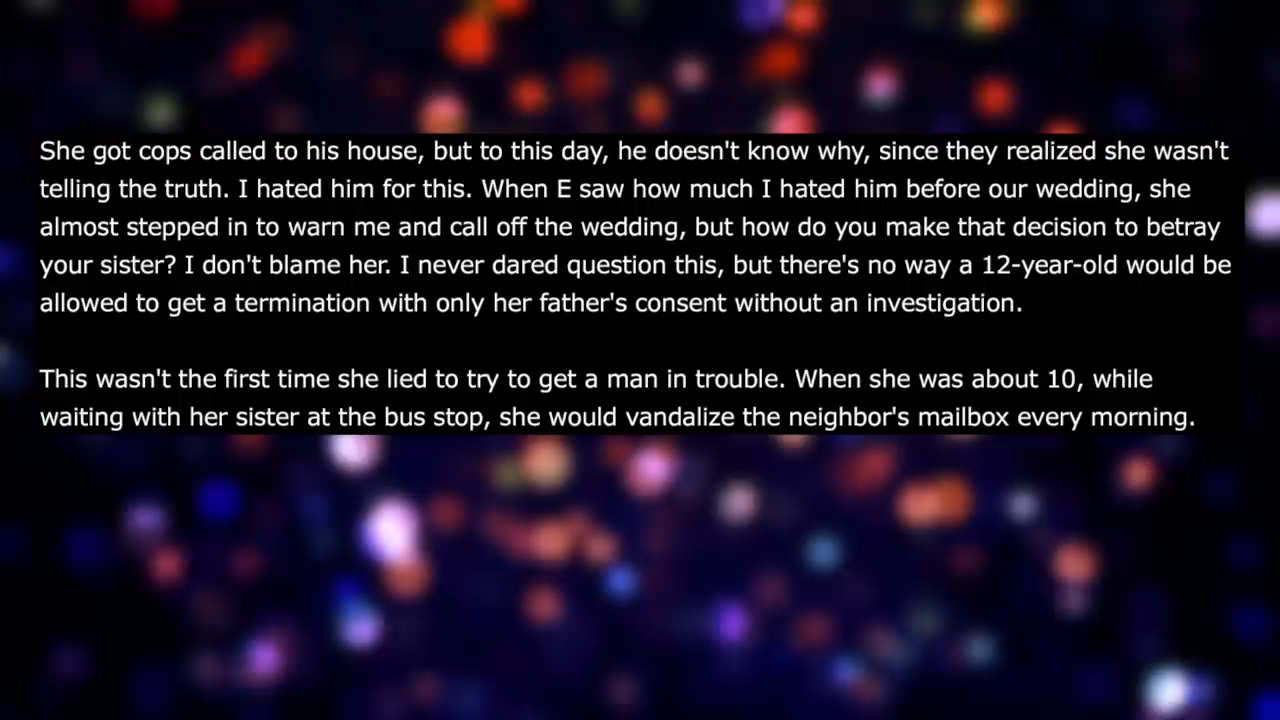 She got cops called to his house, but to this day, he doesn't know why, since they realized she wasn't
telling the truth. I hated him for this. When E saw how much I hated him before our wedding, she
almost stepped in to warn me and call off the wedding, but how do you make that decision to betray
your sister? I don't blame her. I never dared question this, but there's no way a 12-year-old would be
allowed to get a termination with only her father's consent without an investigation.
This wasn't the first time she lied to try to get a man in trouble. When she was about 10, while
waiting with her sister at the bus stop, she would vandalize the neighbor's mailbox every morning.